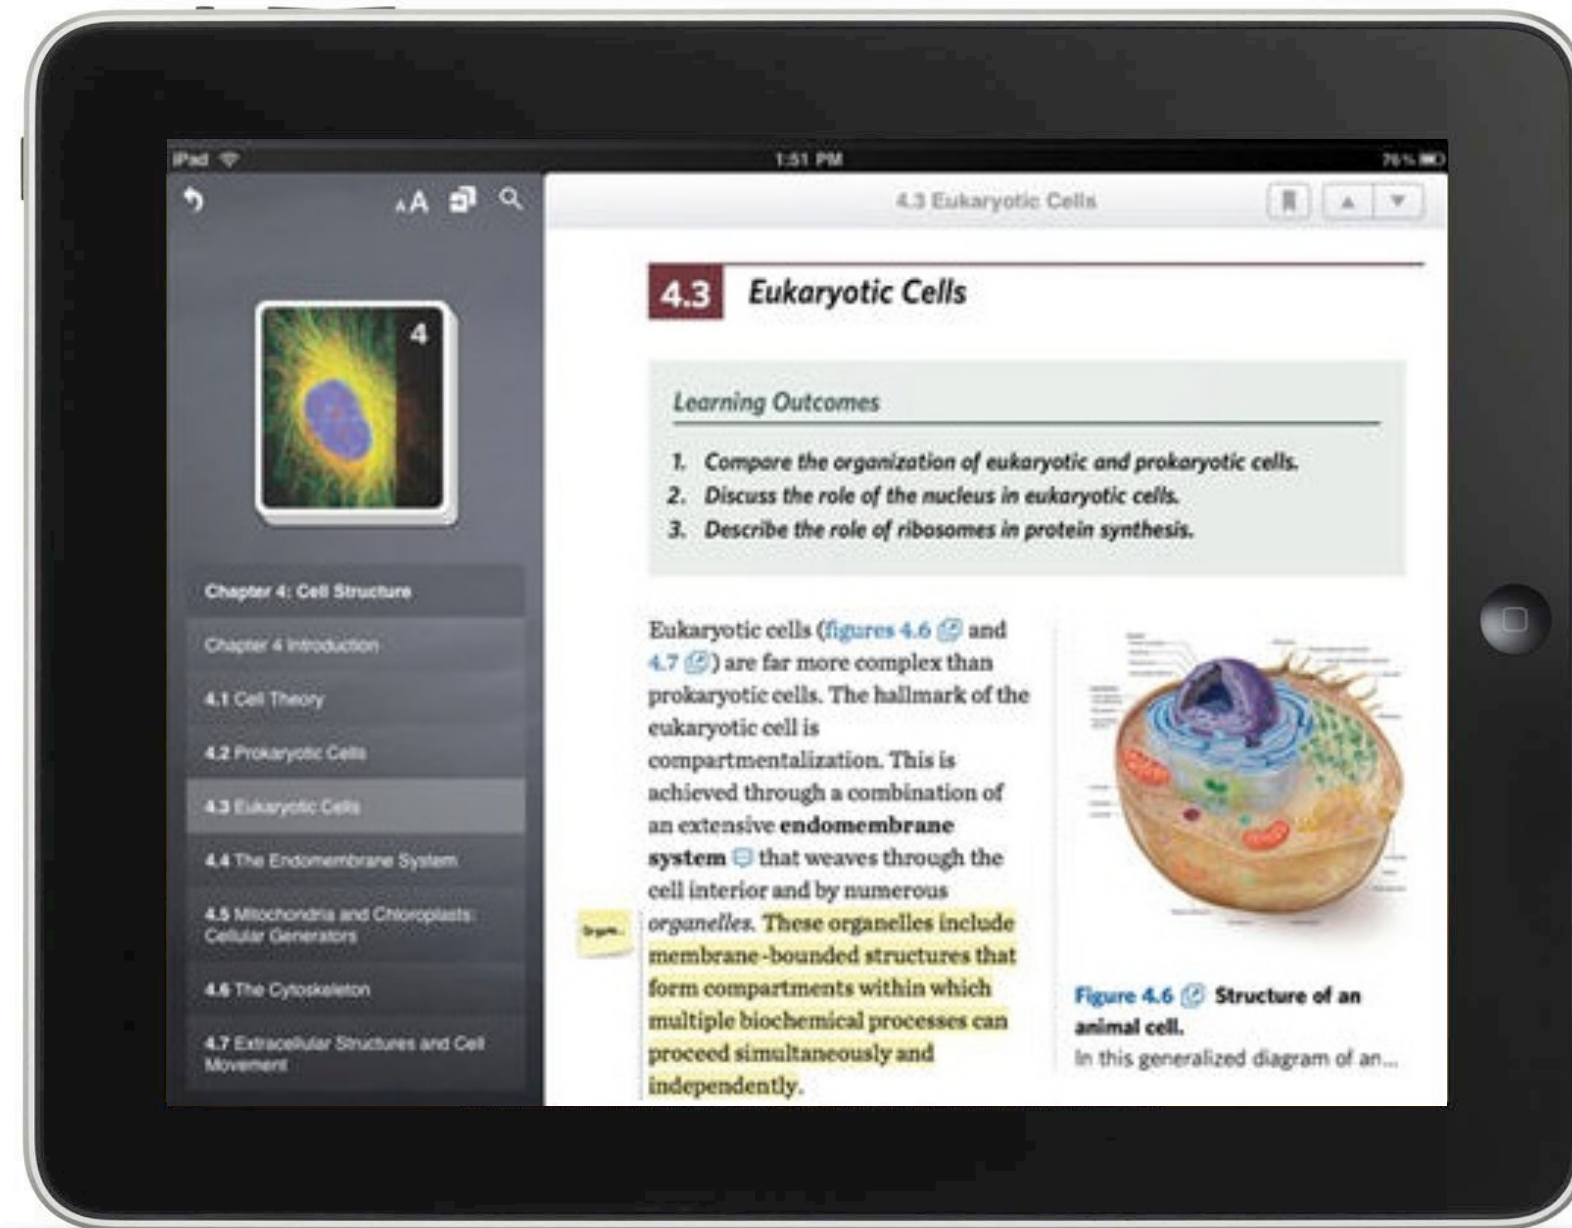 iPad
1:51 PM
76%
AA
4
Chapter 4: Cell Structure
Chapter 4 Introduction
4.1 Cell Theory
4.2 Prokaryotic Cells
4.3 Eukaryotic Cells
4.4 The Endomembrane System
4.5 Mitochondria and Chloroplasts:
Cellular Generators
4.6 The Cytoskeleton
4.7 Extracellular Structures and Cell
Movement
4.3 Eukaryotic Cells
4.3 Eukaryotic Cells
Learning Outcomes
1. Compare the organization of eukaryotic and prokaryotic cells.
2. Discuss the role of the nucleus in eukaryotic cells.
3. Describe the role of ribosomes in protein synthesis.
Eukaryotic cells (figures 4.6 and
4.7) are far more complex than
prokaryotic cells. The hallmark of the
eukaryotic cell is
compartmentalization. This is
achieved through a combination of
an extensive endomembrane
system that weaves through the
cell interior and by numerous
organelles. These organelles include
membrane-bounded structures that
form compartments within which
multiple biochemical processes can
proceed simultaneously and
independently.
Figure 4.6 Structure of an
animal cell.
In this generalized diagram of an...